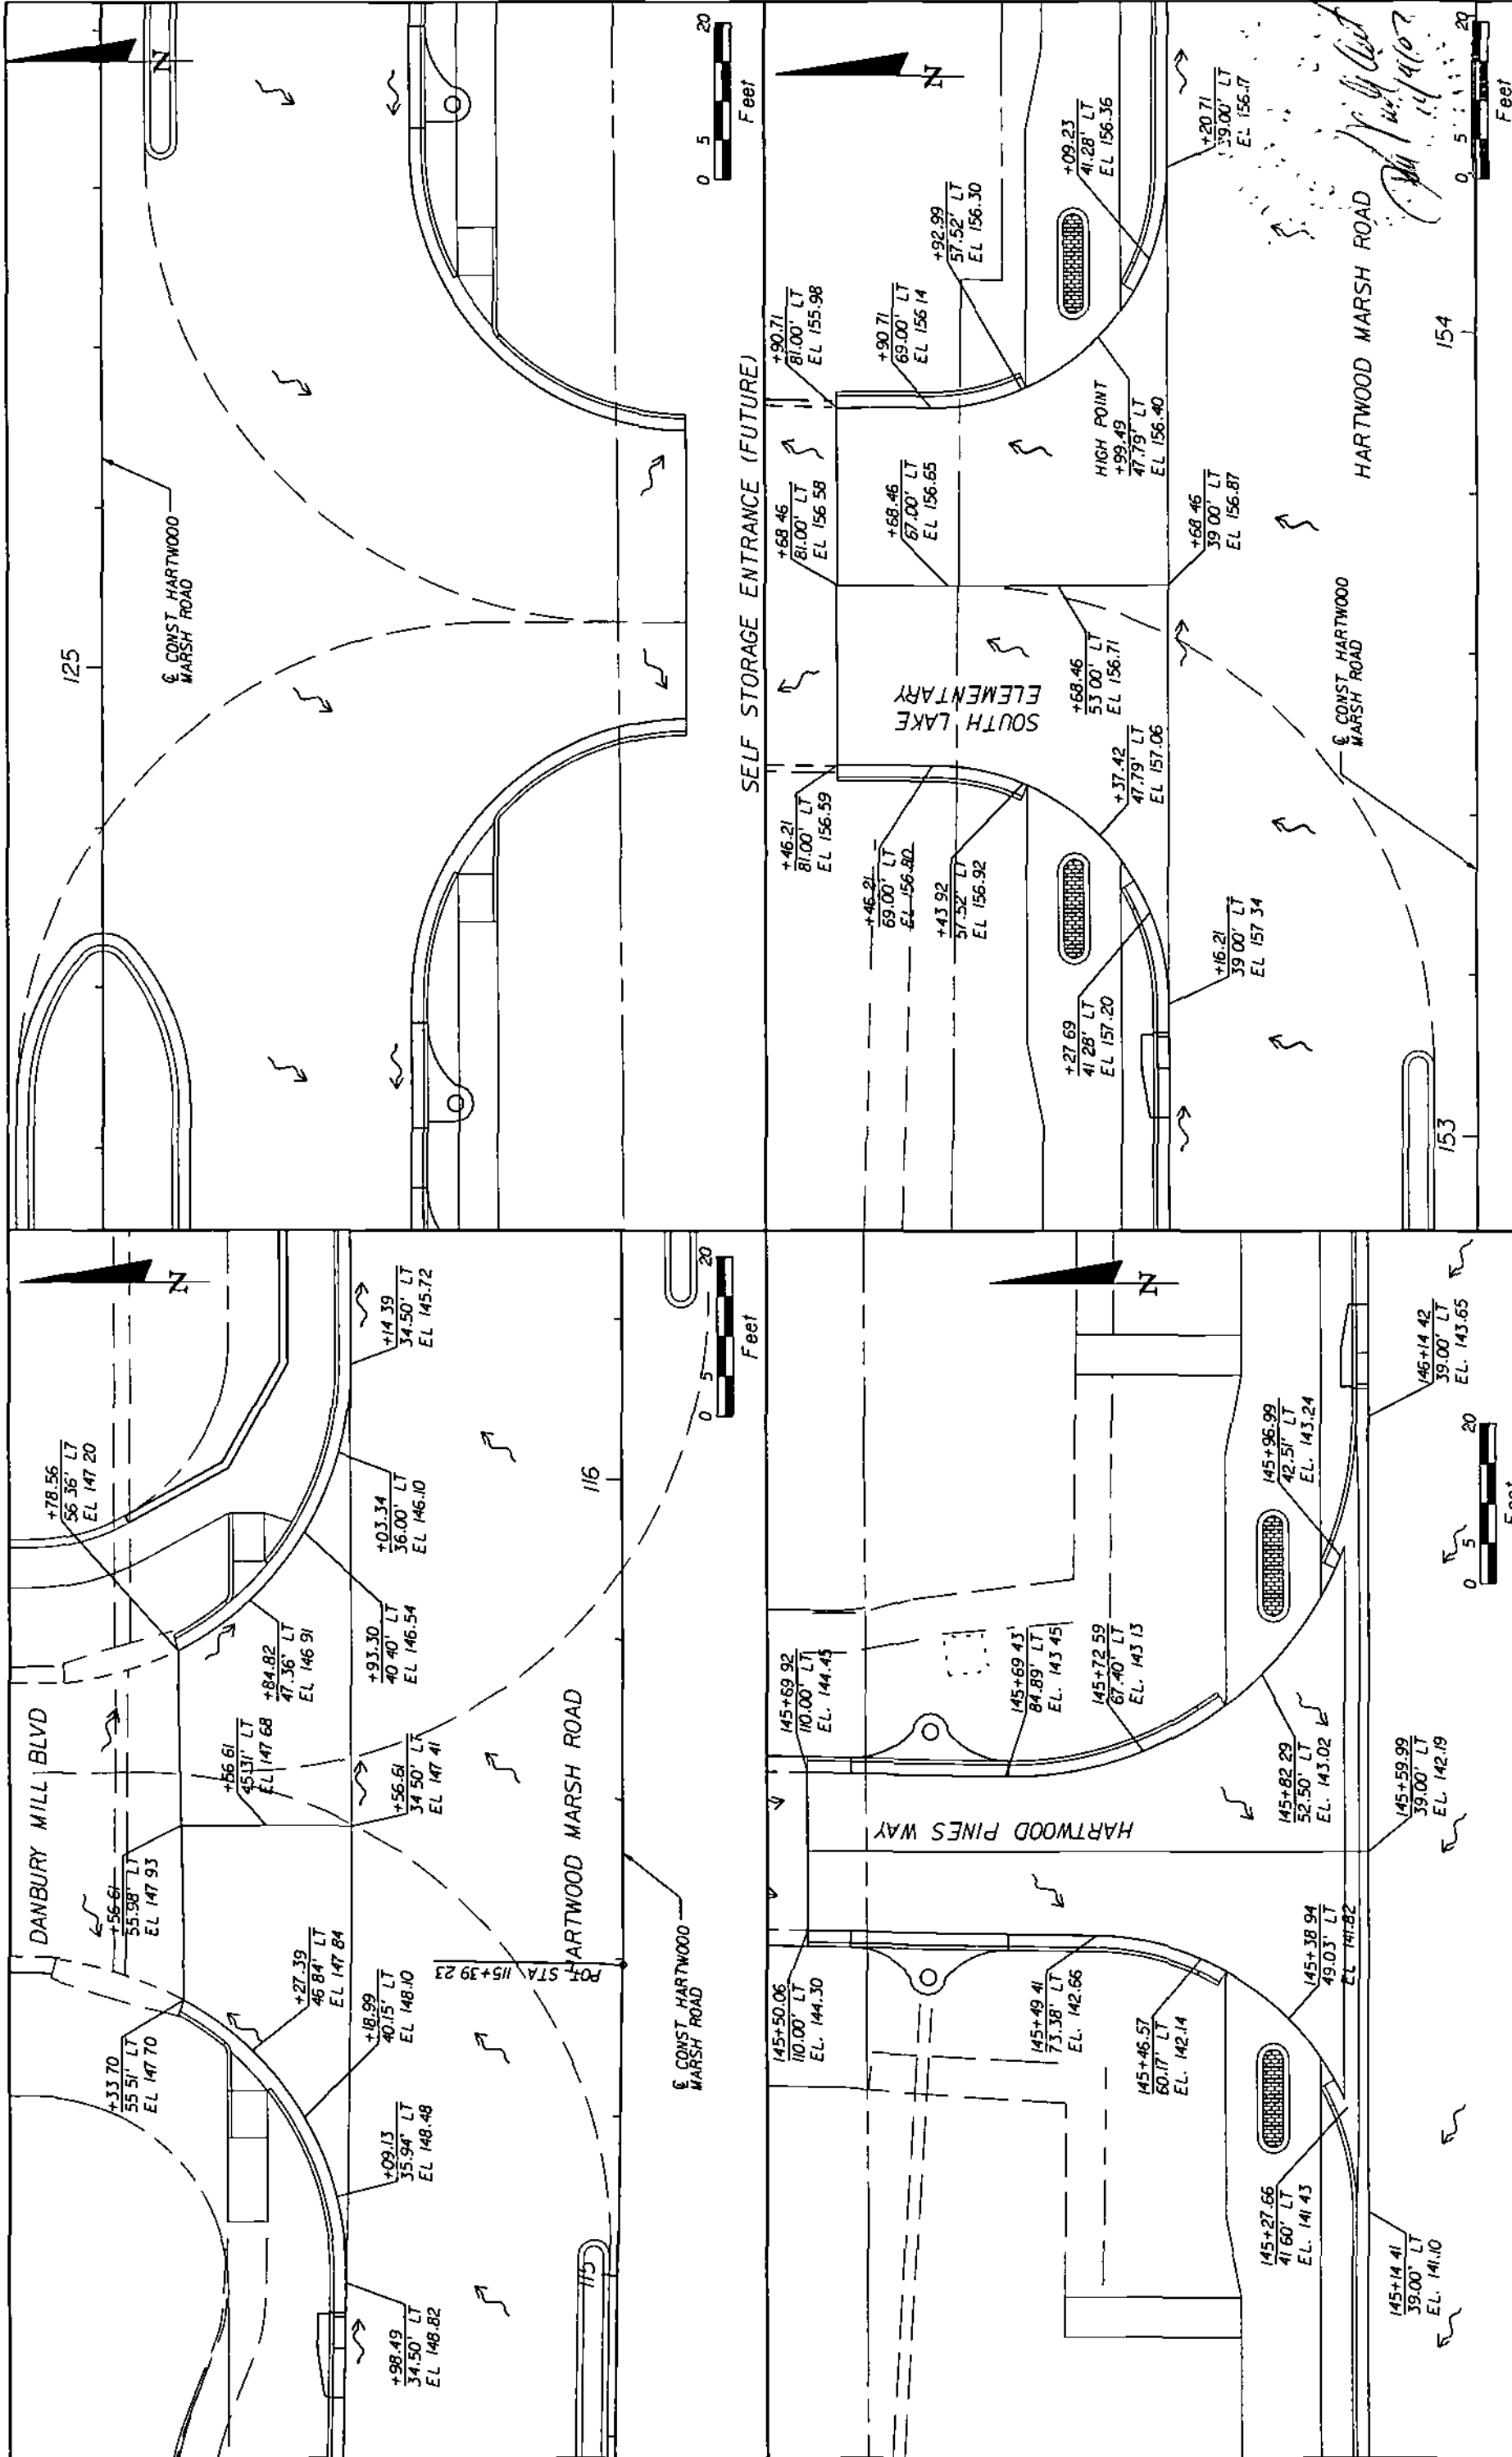 DANBURY MILL BLVD
+33 70
55 51' LT
EL 147 70
+56 61
55.98' LT
EL 147 93
+78.56
56 36' LT
EL 147 20
+27.39
46 84' LT
EL 147 84
+56 61
45 31' LT
EL 147 68
+84.82
47.36' LT
EL 146 91
+18.99
40.15' LT
EL 148.10
+93.30
40 40' LT
EL 146.54
+98.49
34.50' LT
EL 148.82
+09.13
35.94' LT
EL 148.48
+56.61
34 50' LT
EL 147 41
+03.34
36.00' LT
EL 146.10
+14 39
34.50' LT
EL 145.72
POT STA 115+39 23
HARTWOOD MARSH ROAD
115
116
℄ CONST HARTWOOD
MARSH ROAD
N
0 5 20
Feet
125
℄ CONST HARTWOOD
MARSH ROAD
SELF STORAGE ENTRANCE (FUTURE)
N
0 5 20
Feet
145+50.06
110.00' LT
EL. 144.30
145+69 92
110.00' LT
EL. 144.45
145+49 41
73.38' LT
EL. 142.66
145+69 43
84.89' LT
EL. 143 45
145+46.57
60.17' LT
EL. 142.14
145+72 59
67.40' LT
EL. 143 13
HARTWOOD PINES WAY
145+27.66
41 60' LT
EL. 141 43
145+38 94
49.03' LT
EL 141.82
145+82 29
52.50' LT
EL. 143.02
145+96.99
42.51' LT
EL. 143.24
145+14 41
39.00' LT
EL. 141.10
145+59.99
39.00' LT
EL. 142.19
146+14 42
39.00' LT
EL. 143.65
N
0 5 20
Feet
+46.21
81.00' LT
EL 156.59
+68 46
81.00' LT
EL 156 58
+90.71
81.00' LT
EL 155.98
+46 21
69.00' LT
EL 156.80
+68.46
67.00' LT
EL 156.65
+90 71
69.00' LT
EL 156 14
+43 92
57.52' LT
EL 156.92
+92.99
57.52' LT
EL 156.30
SOUTH LAKE
ELEMENTARY
+27 69
41 28' LT
EL 157.20
+37.42
47.79' LT
EL 157.06
+68.46
53 00' LT
EL 156.71
HIGH POINT
+99.49
47.79' LT
EL 156.40
+09.23
41.28' LT
EL 156.36
+16.21
39 00' LT
EL 157 34
+68 46
39 00' LT
EL 156.87
+20 71
39.00' LT
EL 156.17
℄ CONST HARTWOOD
MARSH ROAD
HARTWOOD MARSH ROAD
153
154
N
0 5 20
Feet